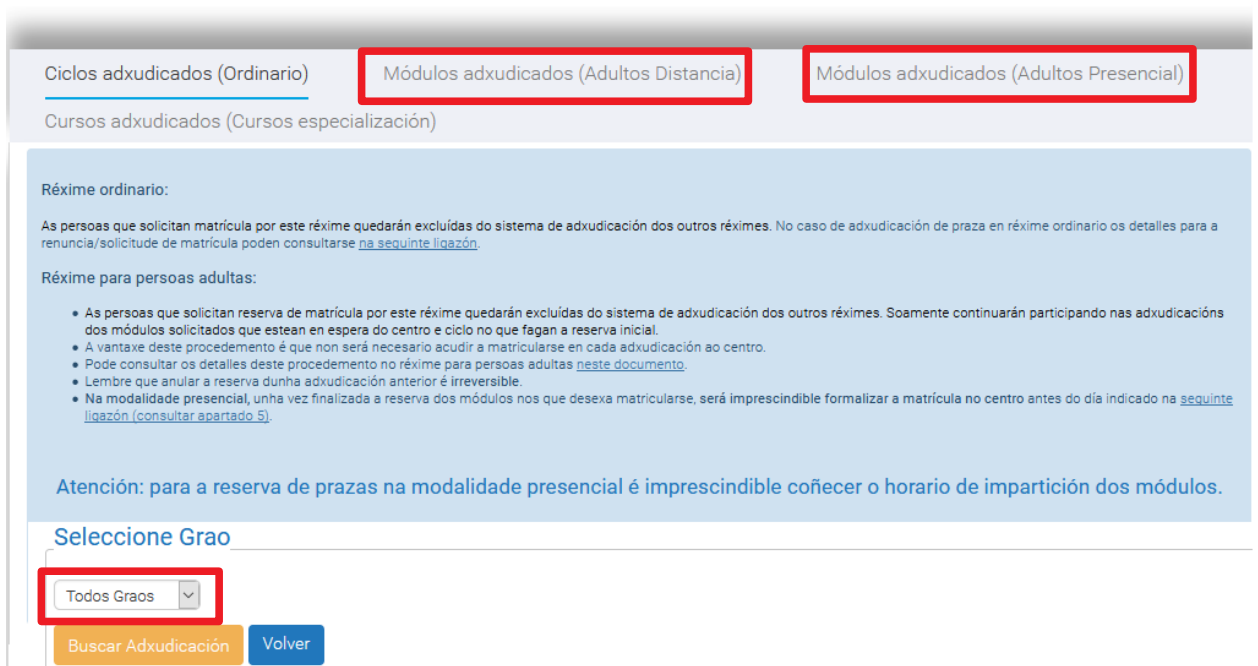 Ciclos adxudicados (Ordinario) Módulos adxudicados (Adultos Distancia) Módulos adxudicados (Adultos Presencial)
Cursos adxudicados (Cursos especialización)
Réxime ordinario:
As persoas que solicitan matrícula por este réxime quedarán excluídas do sistema de adxudicación dos outros réximes. No caso de adxudicación de praza en réxime ordinario os detalles para a
renuncia/solicitude de matrícula poden consultarse na sequinte ligazón.
Réxime para persoas adultas:
• As persoas que solicitan reserva de matrícula por este réxime quedarán excluídas do sistema de adxudicación dos outros réximes. Soamente continuarán participando nas adxudicacións
dos módulos solicitados que estean en espera do centro e ciclo no que fagan a reserva inicial.
• A vantaxe deste procedemento é que non será necesario acudir a matricularse en cada adxudicación ao centro.
• Pode consultar os detalles deste procedemento no réxime para persoas adultas neste documento.
• Lembre que anular a reserva dunha adxudicación anterior é irreversible.
• Na modalidade presencial, unha vez finalizada a reserva dos módulos nos que desexa matricularse, será imprescindible formalizar a matrícula no centro antes do día indicado na sequinte
ligazón (consultar apartado 5).
Atención: para a reserva de prazas na modalidade presencial é imprescindible coñecer o horario de impartición dos módulos.
Seleccione Grao
Todos Graos
Buscar Adxudicación Volver